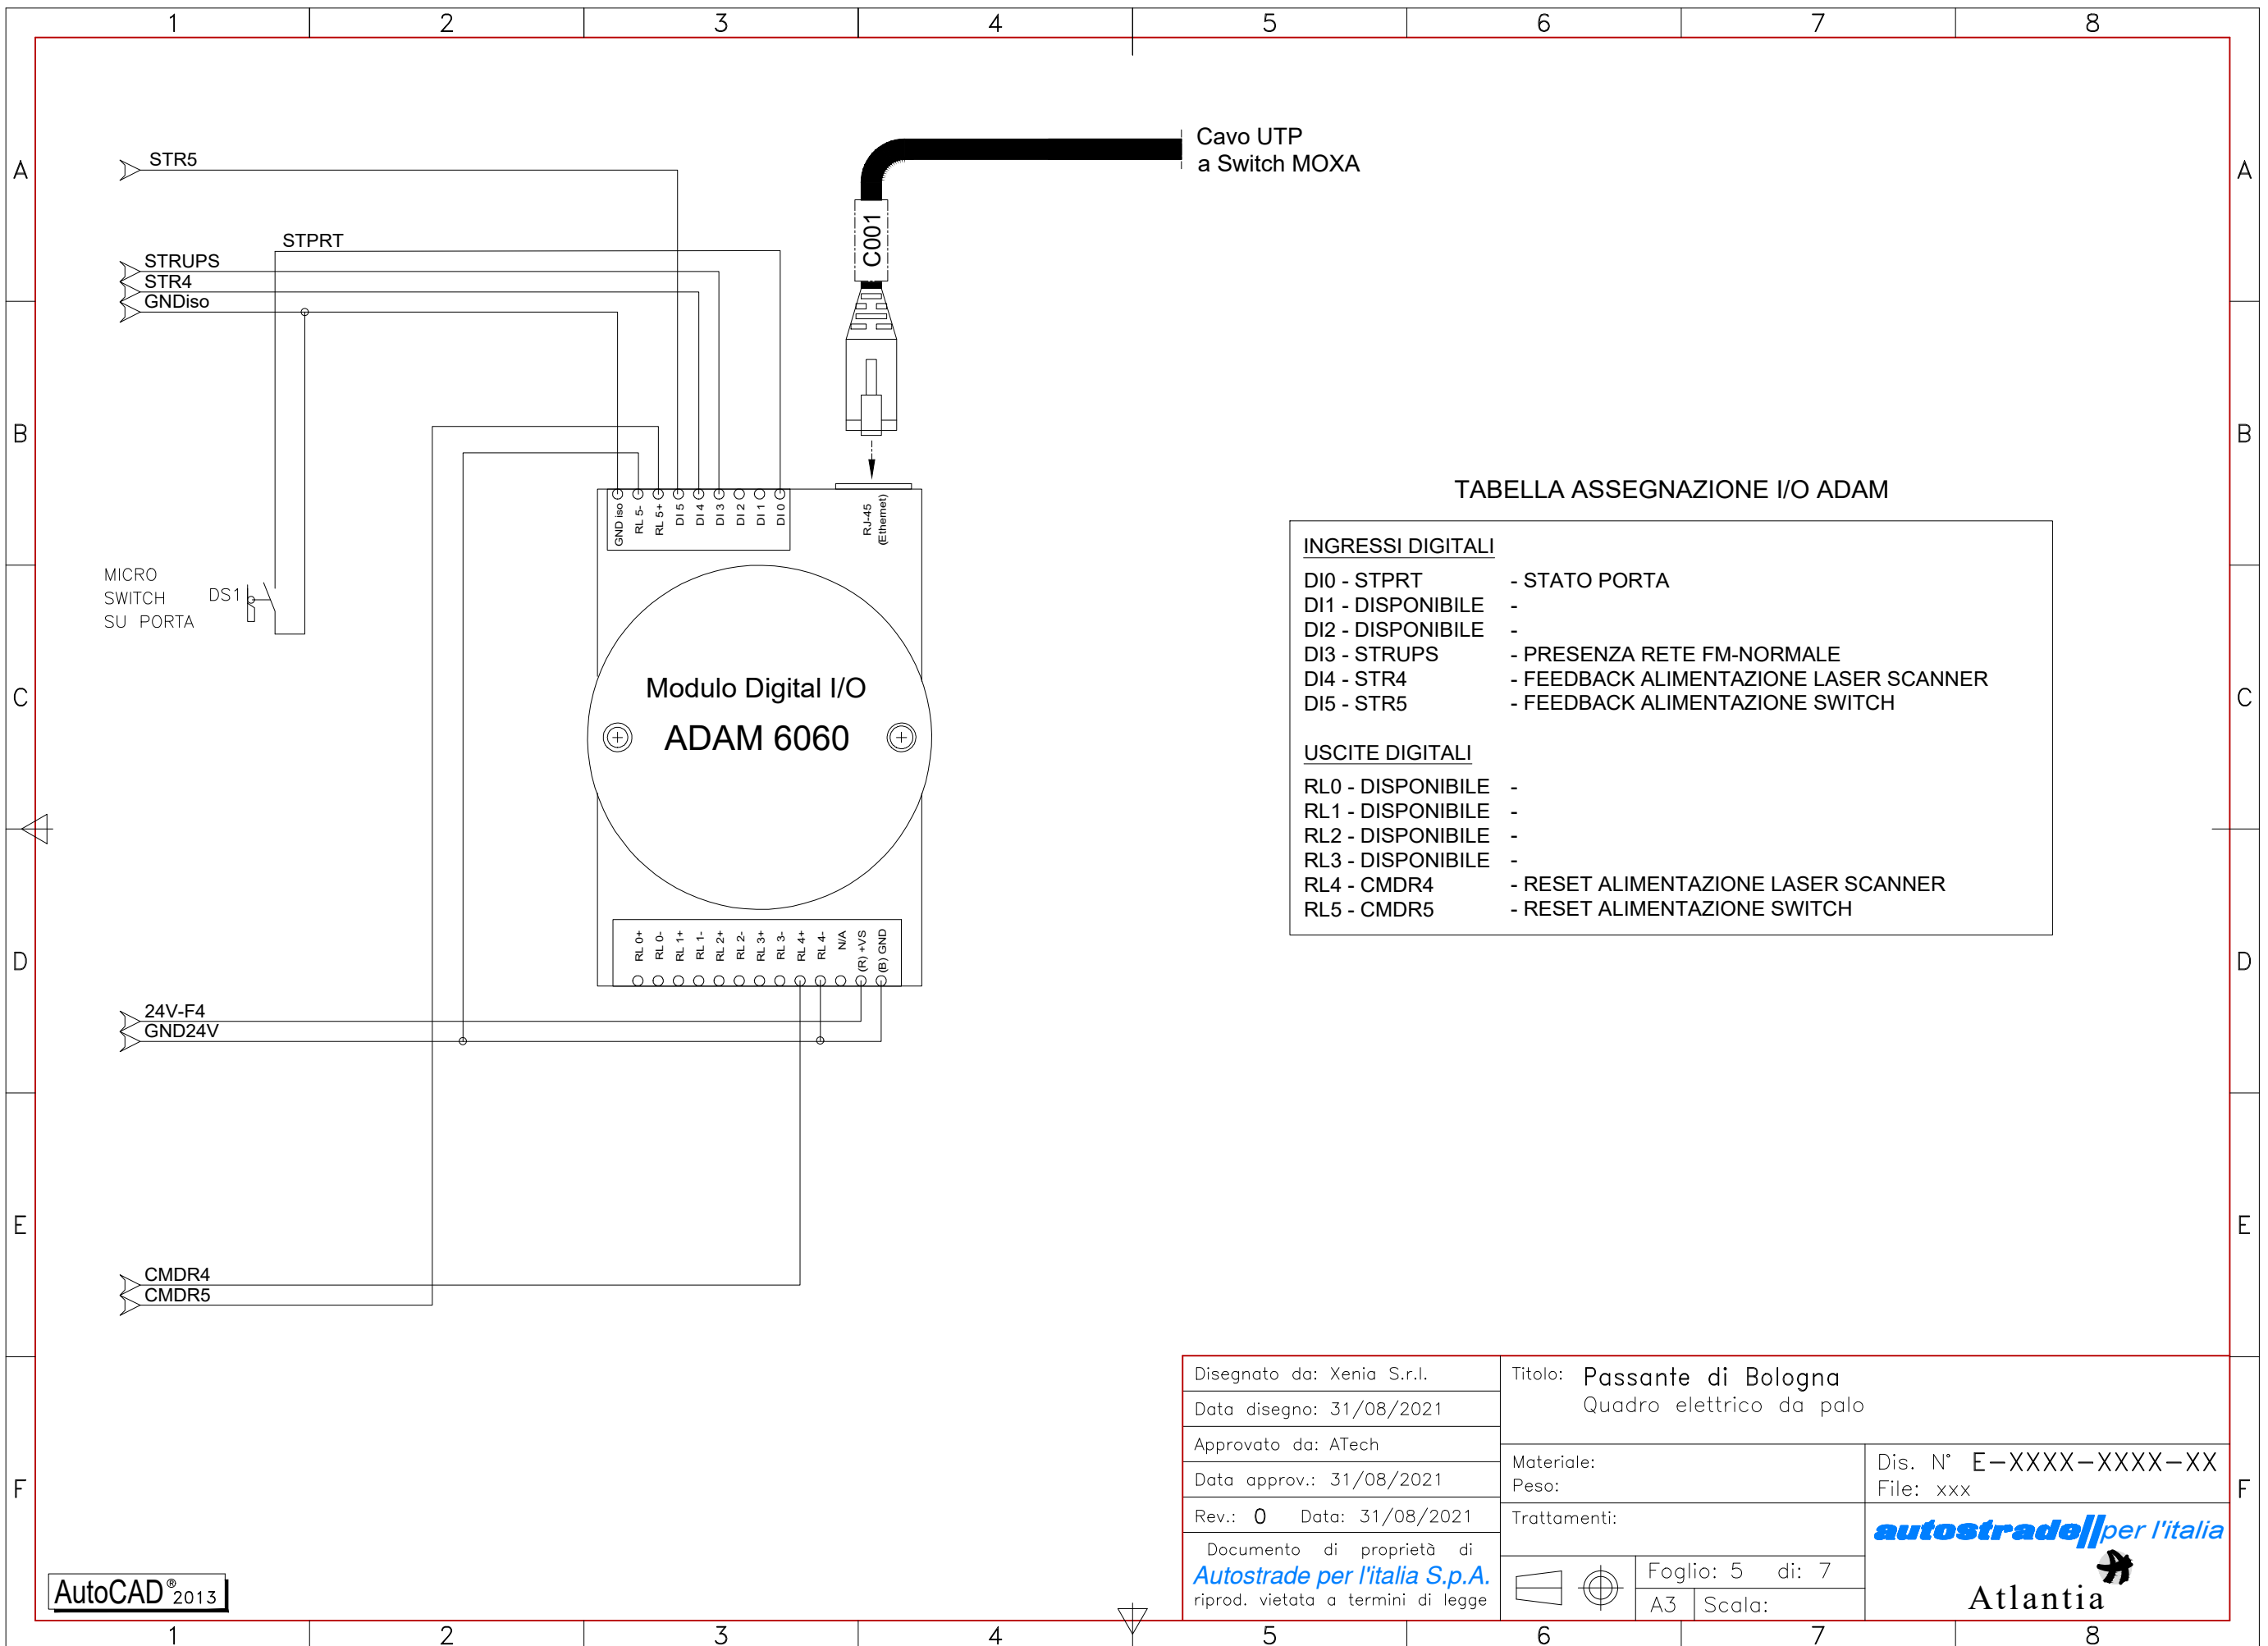 1 2 3 4 5 6 7 8
A A
STR5
Cavo UTP
a Switch MOXA
C001
STPRT
STRUPS
STR4
GNDiso
B B
GND iso
RL 5-
RL 5+
DI 5
DI 4
DI 3
DI 2
DI 1
DI 0
RJ-45
(Ethernet)
MICRO
SWITCH
SU PORTA
DS1
C C
Modulo Digital I/O
ADAM 6060
TABELLA ASSEGNAZIONE I/O ADAM
INGRESSI DIGITALI
DI0 - STPRT - STATO PORTA
DI1 - DISPONIBILE -
DI2 - DISPONIBILE -
DI3 - STRUPS - PRESENZA RETE FM-NORMALE
DI4 - STR4 - FEEDBACK ALIMENTAZIONE LASER SCANNER
DI5 - STR5 - FEEDBACK ALIMENTAZIONE SWITCH
USCITE DIGITALI
RL0 - DISPONIBILE -
RL1 - DISPONIBILE -
RL2 - DISPONIBILE -
RL3 - DISPONIBILE -
RL4 - CMDR4 - RESET ALIMENTAZIONE LASER SCANNER
RL5 - CMDR5 - RESET ALIMENTAZIONE SWITCH
D D
RL 0+
RL 0-
RL 1+
RL 1-
RL 2+
RL 2-
RL 3+
RL 3-
RL 4+
RL 4-
N/A
(R) +VS
(B) GND
24V-F4
GND24V
E E
CMDR4
CMDR5
F F
Disegnato da: Xenia S.r.l.
Data disegno: 31/08/2021
Approvato da: ATech
Data approv.: 31/08/2021
Rev.: 0 Data: 31/08/2021
Documento di proprietà di
Autostrade per l'italia S.p.A.
riprod. vietata a termini di legge
Titolo: Passante di Bologna
Quadro elettrico da palo
Materiale:
Peso:
Trattamenti:
Foglio: 5 di: 7
A3 Scala:
Dis. N° E-XXXX-XXXX-XX
File: xxx
autostrade//per l'italia
Atlantia
AutoCAD® 2013
1 2 3 4 5 6 7 8